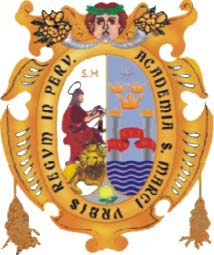 ACADEMIA S. MARCI VRBIS REGVM IN PERV.
S.M